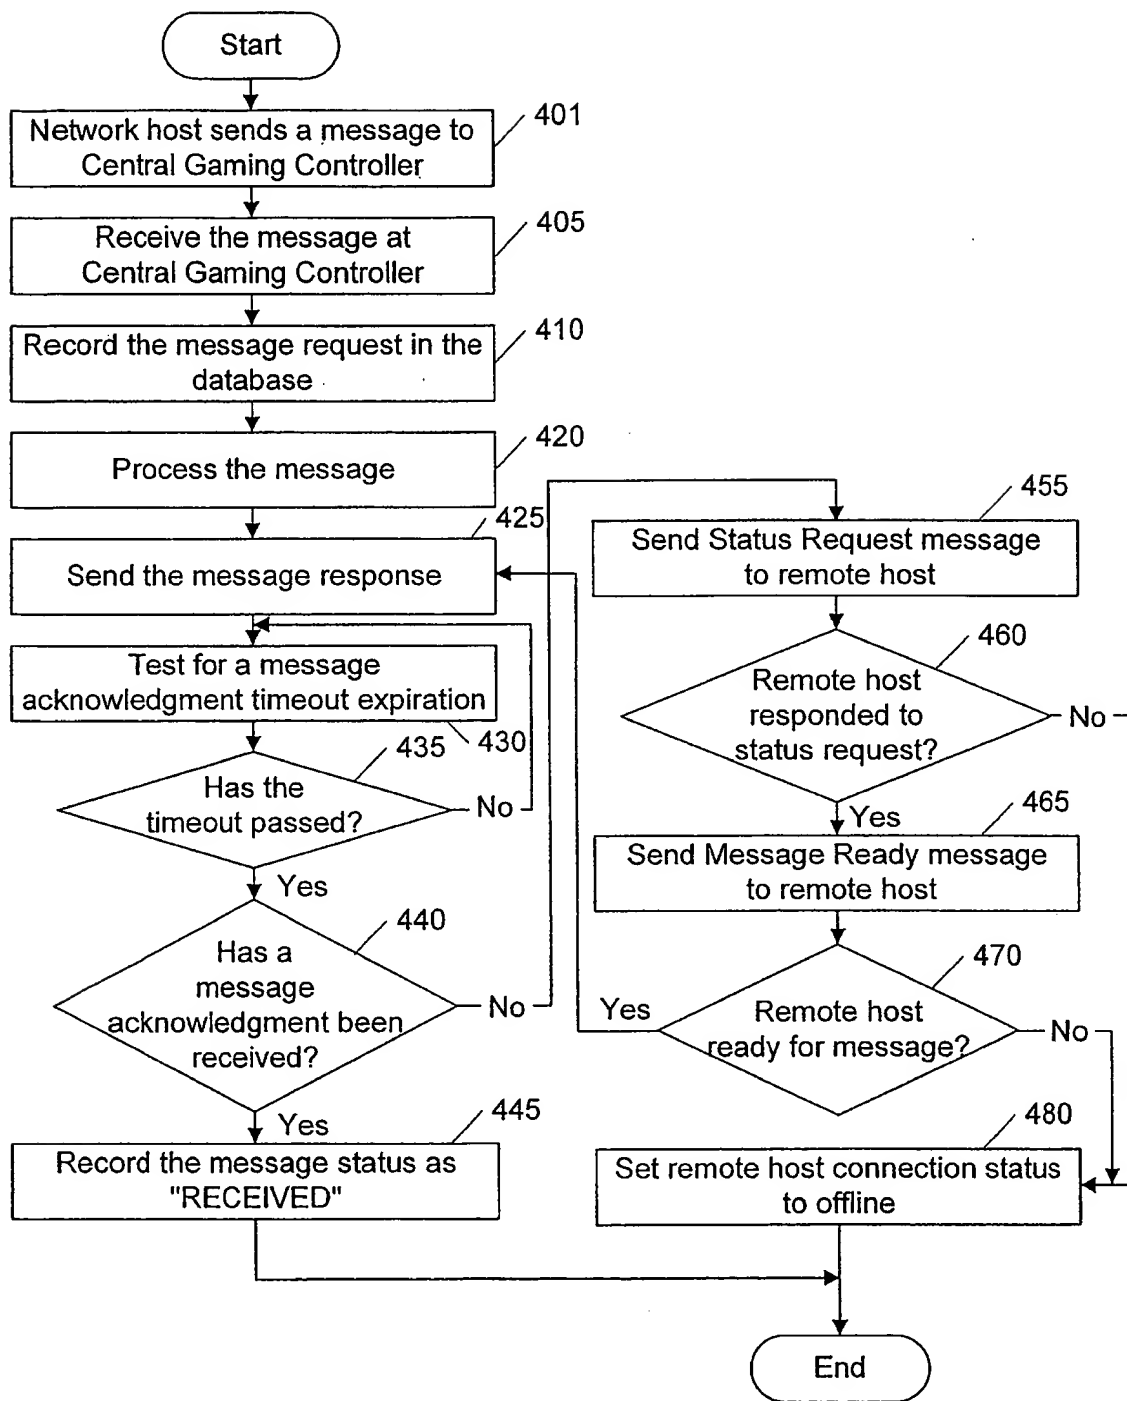 Start
401
Network host sends a message to
Central Gaming Controller
405
Receive the message at
Central Gaming Controller
410
Record the message request in the
database
420
Process the message
425
Send the message response
Test for a message
acknowledgment timeout expiration
430
435
Has the
timeout passed?
No
Yes
440
Has a
message
acknowledgment been
received?
No
Yes
445
Record the message status as
"RECEIVED"
455
Send Status Request message
to remote host
460
Remote host
responded to
status request?
No
Yes
465
Send Message Ready message
to remote host
470
Remote host
ready for message?
Yes
No
480
Set remote host connection status
to offline
End